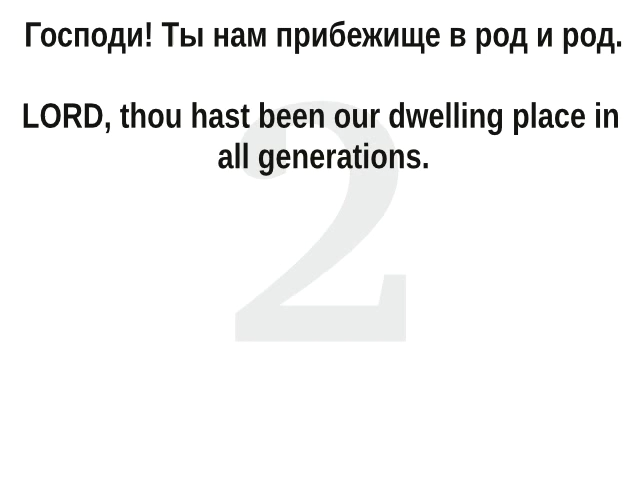 Господи! Ты нам прибежище в род и род.
LORD, thou hast been our dwelling place in
all generations.
2